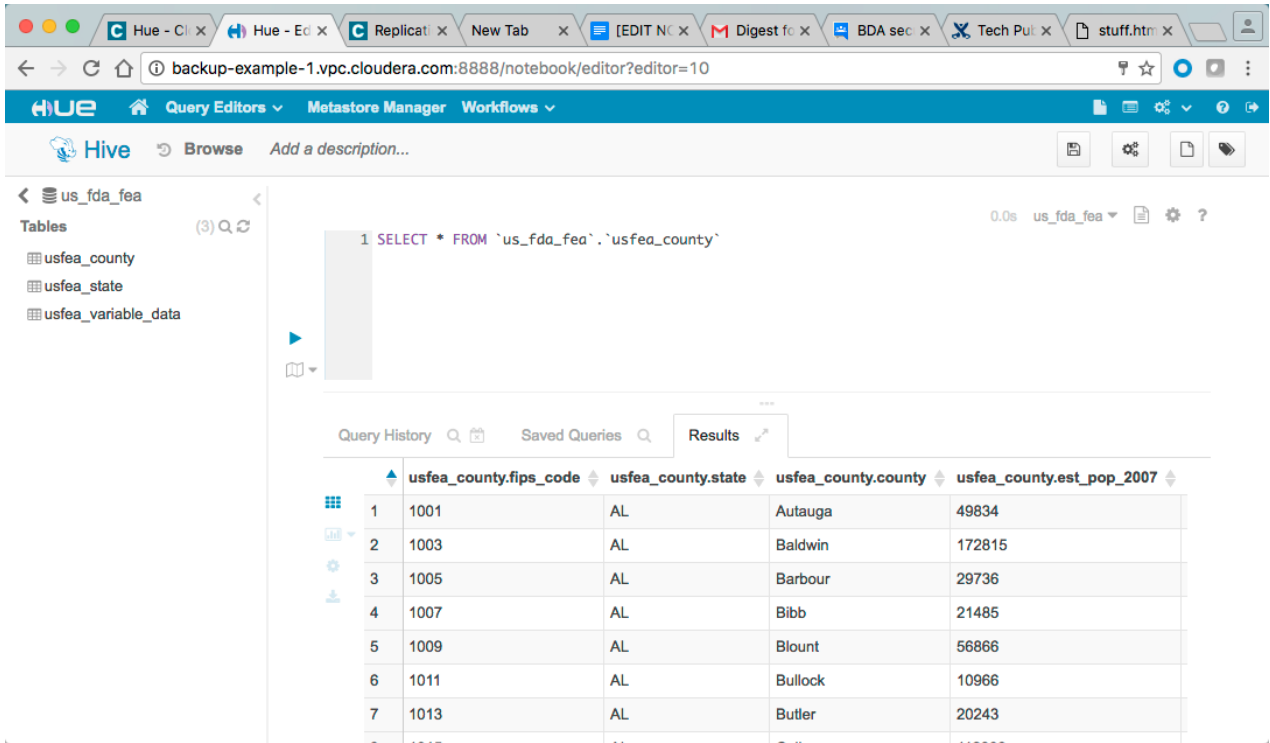 Hue - Cl Hue - Ed Replicati New Tab [EDIT NO Digest fo BDA sec Tech Pub stuff.htm
backup-example-1.vpc.cloudera.com:8888/notebook/editor?editor=10
HUE Query Editors Metastore Manager Workflows ?
Hive Browse Add a description...
us_fda_fea
0.0s us_fda_fea ?
Tables (3)
1 SELECT * FROM `us_fda_fea`.`usfea_county`
usfea_county
usfea_state
usfea_variable_data
Query History Saved Queries Results
usfea_county.fips_code usfea_county.state usfea_county.county usfea_county.est_pop_2007
1 1001 AL Autauga 49834
2 1003 AL Baldwin 172815
3 1005 AL Barbour 29736
4 1007 AL Bibb 21485
5 1009 AL Blount 56866
6 1011 AL Bullock 10966
7 1013 AL Butler 20243